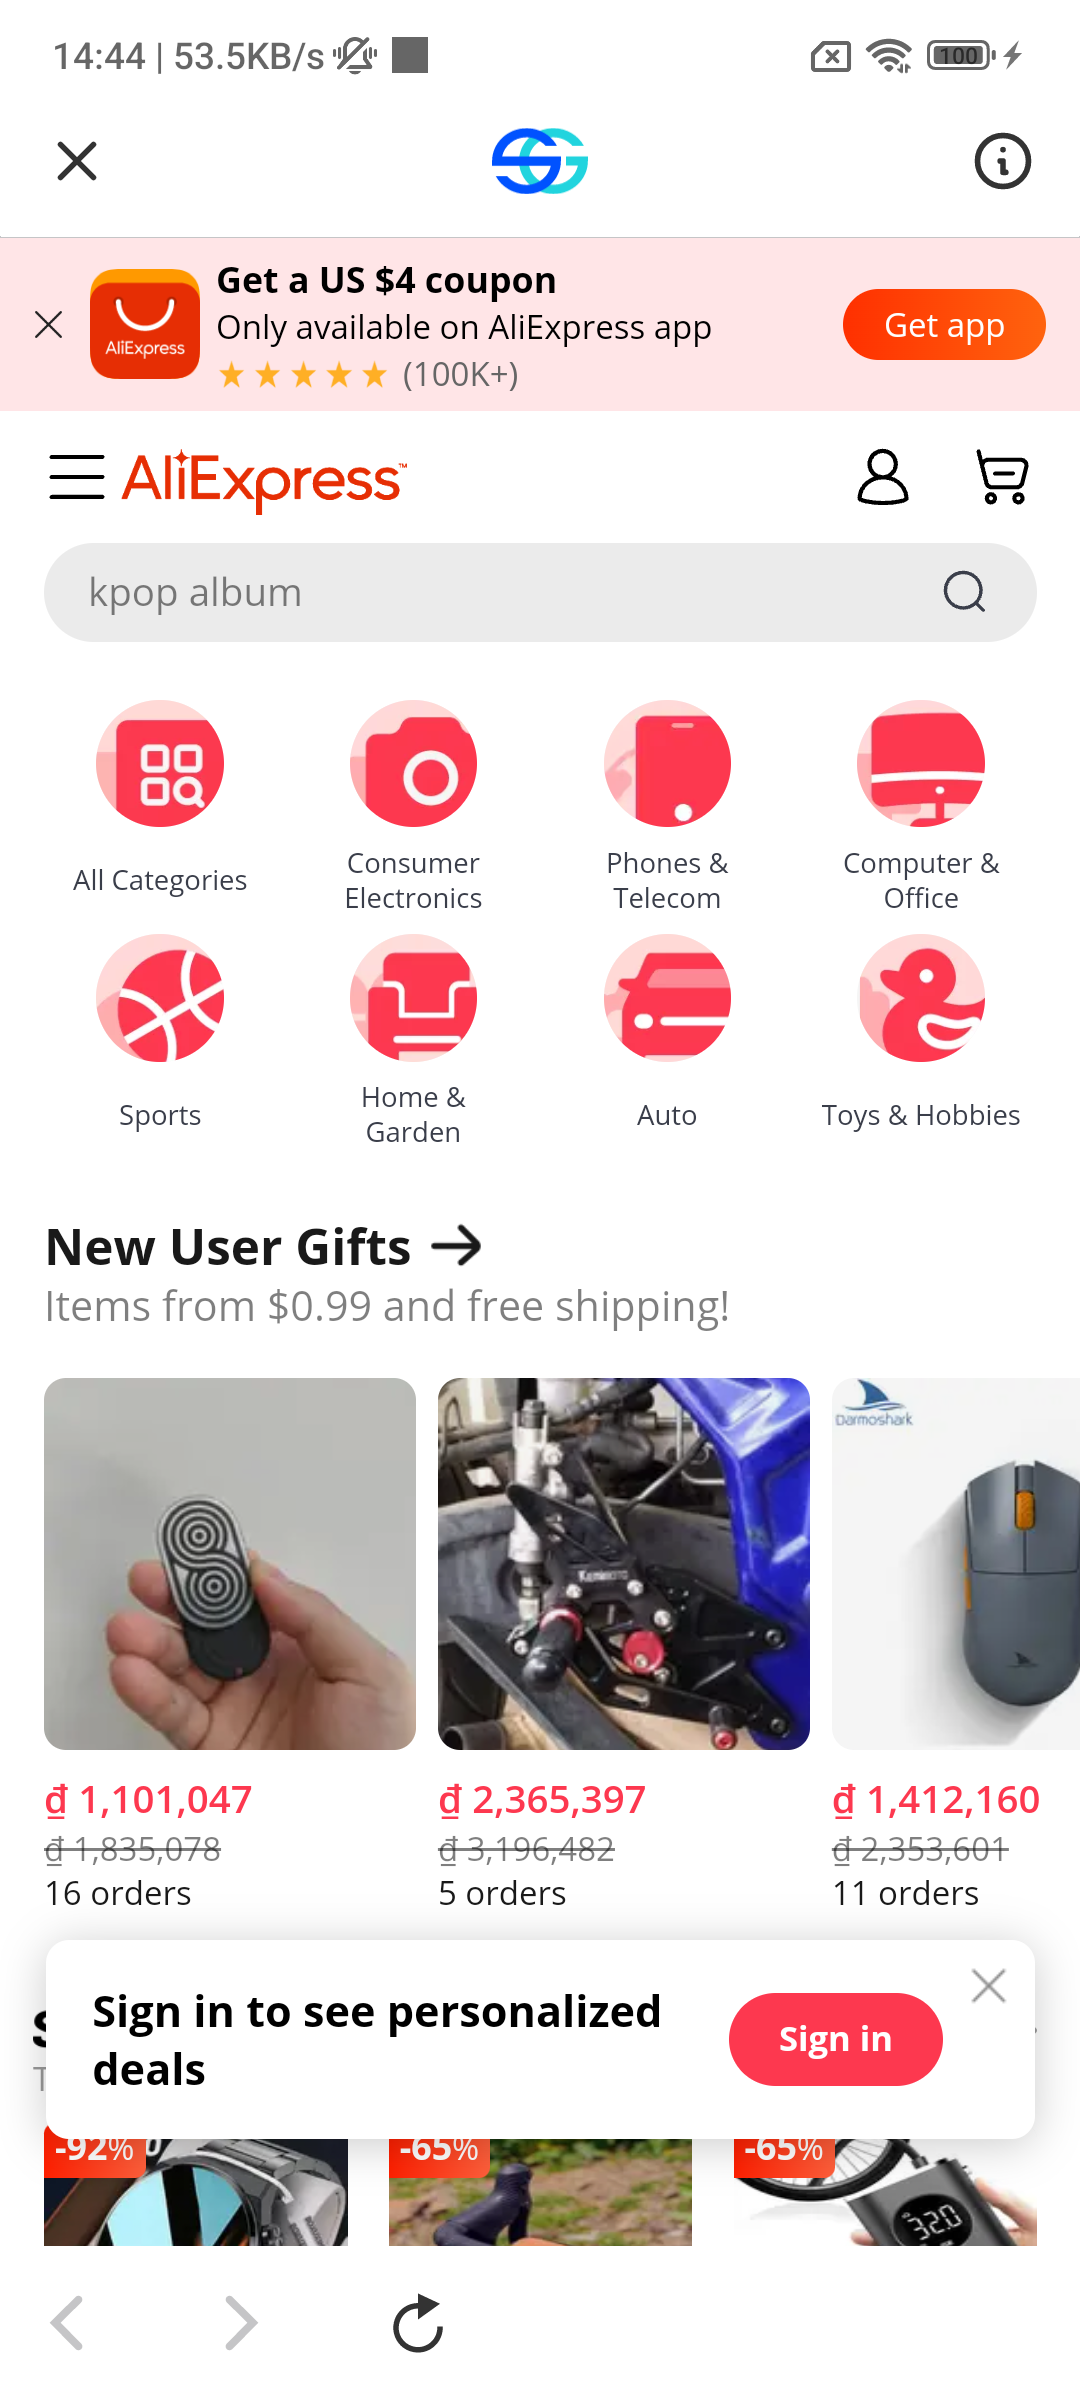 14:44 | 53.5KB/s
100
SG
Get a US $4 coupon
Only available on AliExpress app
(100K+)
AliExpress
Get app
AliExpress™
kpop album
All Categories
Consumer
Electronics
Phones &
Telecom
Computer &
Office
Sports
Home &
Garden
Auto
Toys & Hobbies
New User Gifts
Items from $0.99 and free shipping!
Darmoshark
₫ 1,101,047
₫ 2,365,397
₫ 1,412,160
₫ 1,835,078
₫ 3,196,482
₫ 2,353,601
16 orders
5 orders
11 orders
Sign in to see personalized
deals
Sign in
-92%
-65%
-65%
320